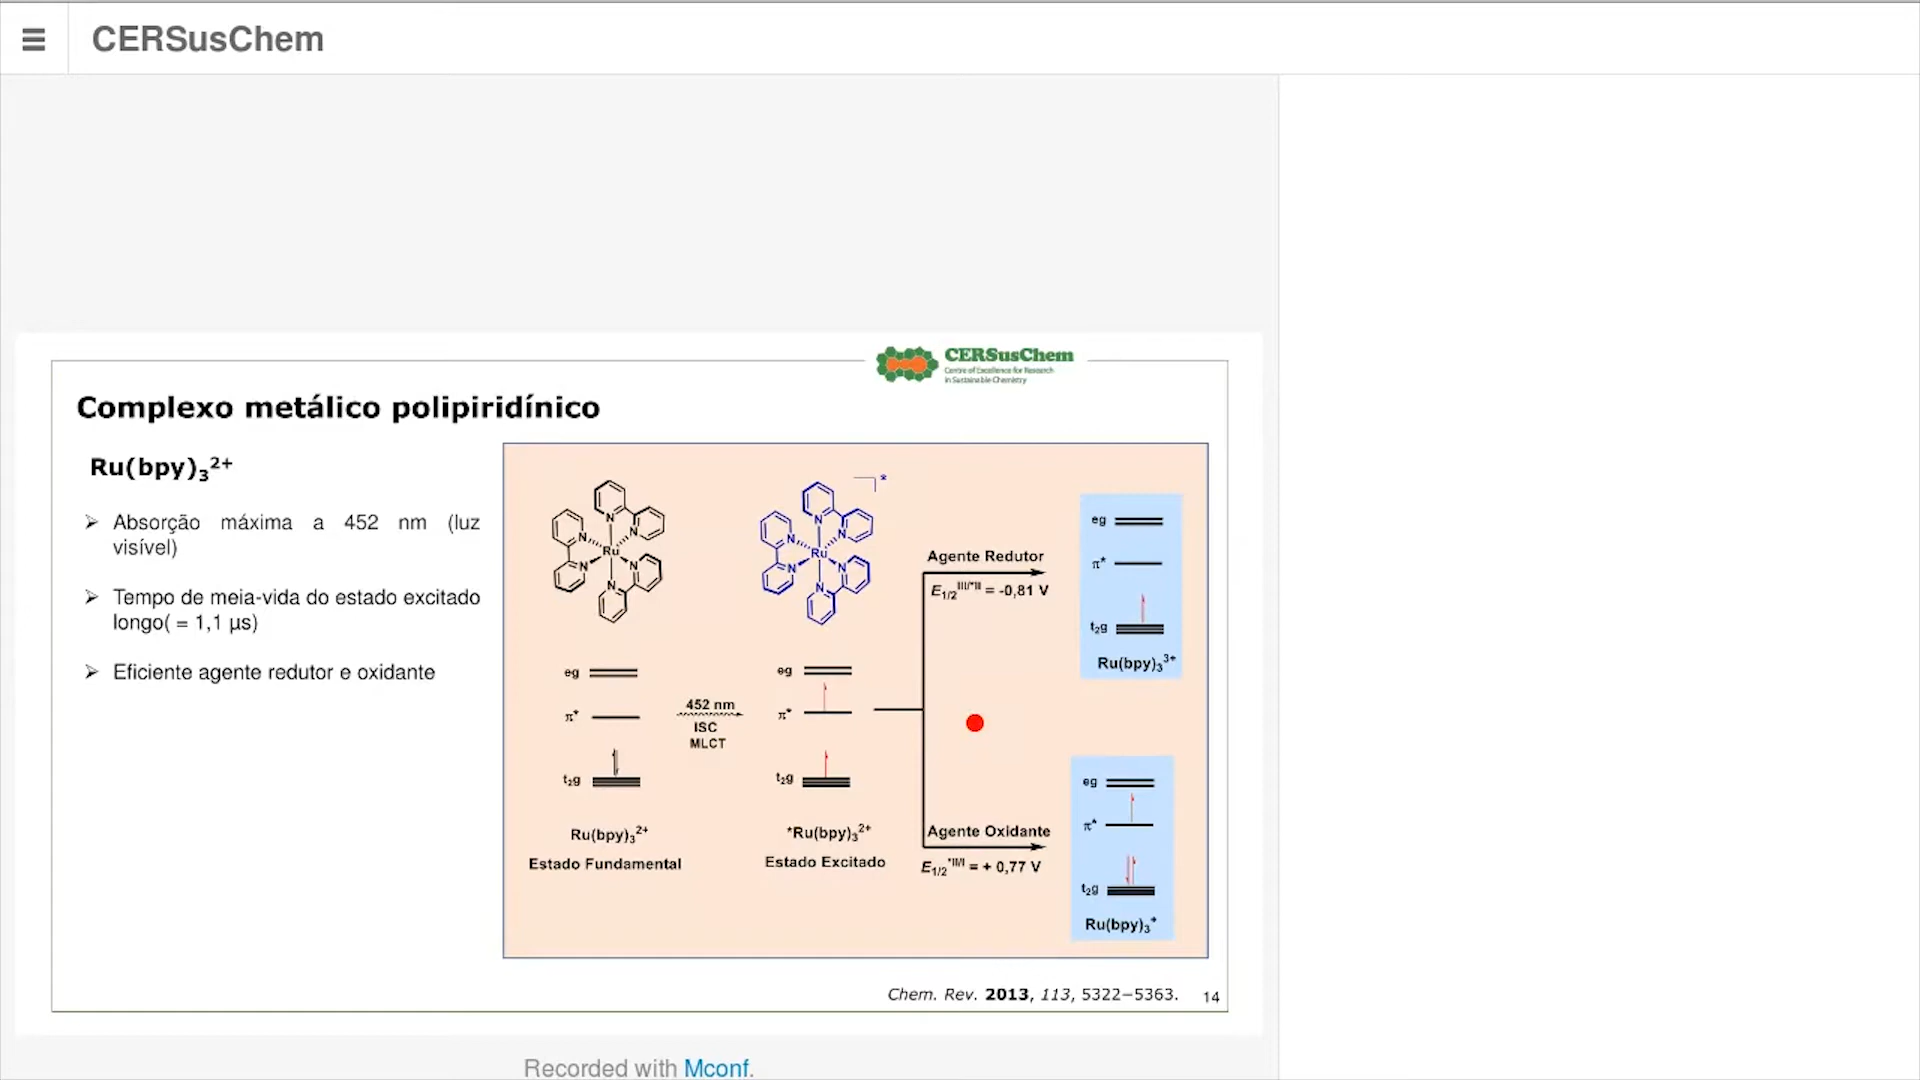 CERSusChem
CERSusChem
Centre of Excellence for Research
in Sustainable Chemistry
Complexo metálico polipiridínico
Ru(bpy)₃²⁺
➢ Absorção máxima a 452 nm (luz
visível)
➢ Tempo de meia-vida do estado excitado
longo( = 1,1 µs)
➢ Eficiente agente redutor e oxidante
N N N N N N Ru
eg
π*
t₂g
Ru(bpy)₃²⁺
Estado Fundamental
452 nm
ISC
MLCT
*
N N N N N N Ru
eg
π*
t₂g
*Ru(bpy)₃²⁺
Estado Excitado
Agente Redutor
E₁/₂ᴵᴵᴵ/*ᴵᴵ = -0,81 V
eg
π*
t₂g
Ru(bpy)₃³⁺
Agente Oxidante
E₁/₂*ᴵᴵ/ᴵ = + 0,77 V
eg
π*
t₂g
Ru(bpy)₃⁺
Chem. Rev. 2013, 113, 5322−5363.
14
Recorded with Mconf.